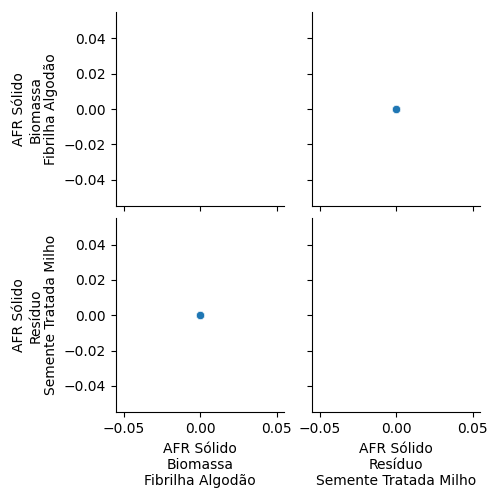 0.04
0.02
0.00
−0.02
−0.04
AFR Sólido
Biomassa
Fibrilha Algodão
0.04
0.02
0.00
−0.02
−0.04
AFR Sólido
Resíduo
Semente Tratada Milho
−0.05 0.00 0.05
AFR Sólido
Biomassa
Fibrilha Algodão
−0.05 0.00 0.05
AFR Sólido
Resíduo
Semente Tratada Milho